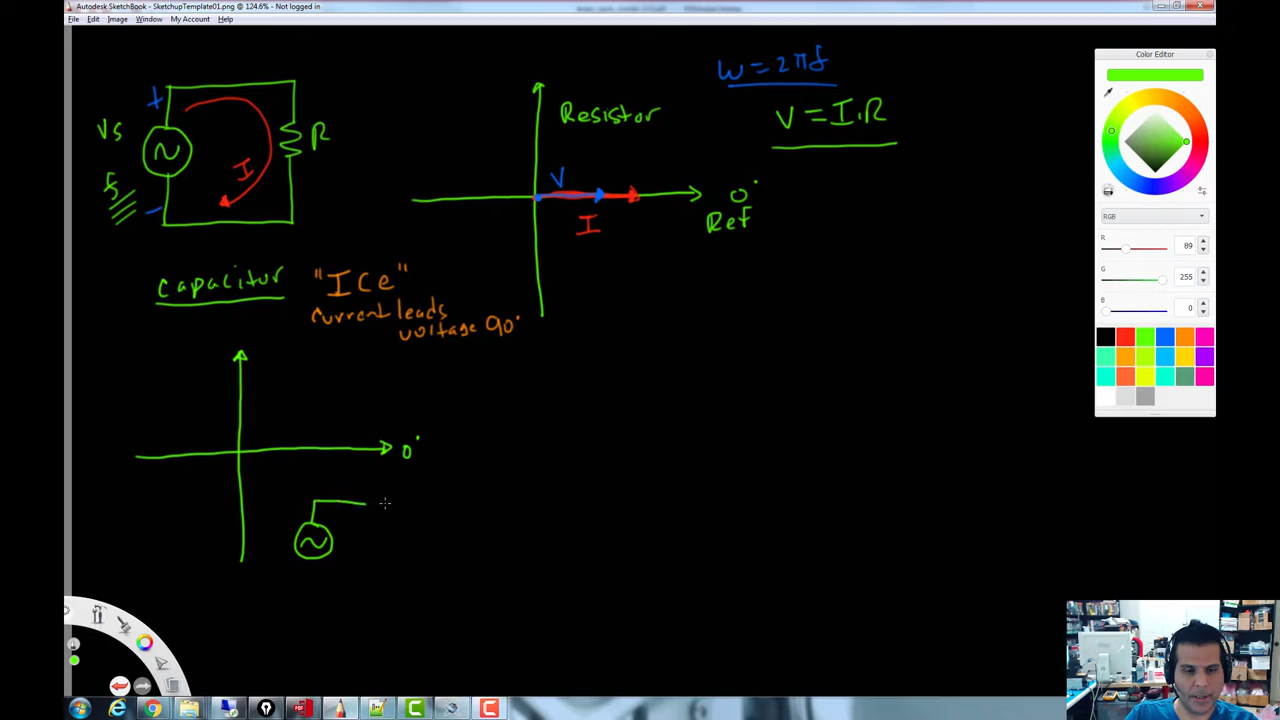 Autodesk SketchBook - SketchupTemplate01.png @ 124.6% - Not logged in
File Edit Image Window My Account Help
Color Editor
ω = 2πf
V = I.R
Resistor
Vs
+
R
I
f
-
V
I
0°
Ref
RGB
R 89
G 255
B 0
capacitor "ICe"
current leads
voltage 90°
0°
PDF